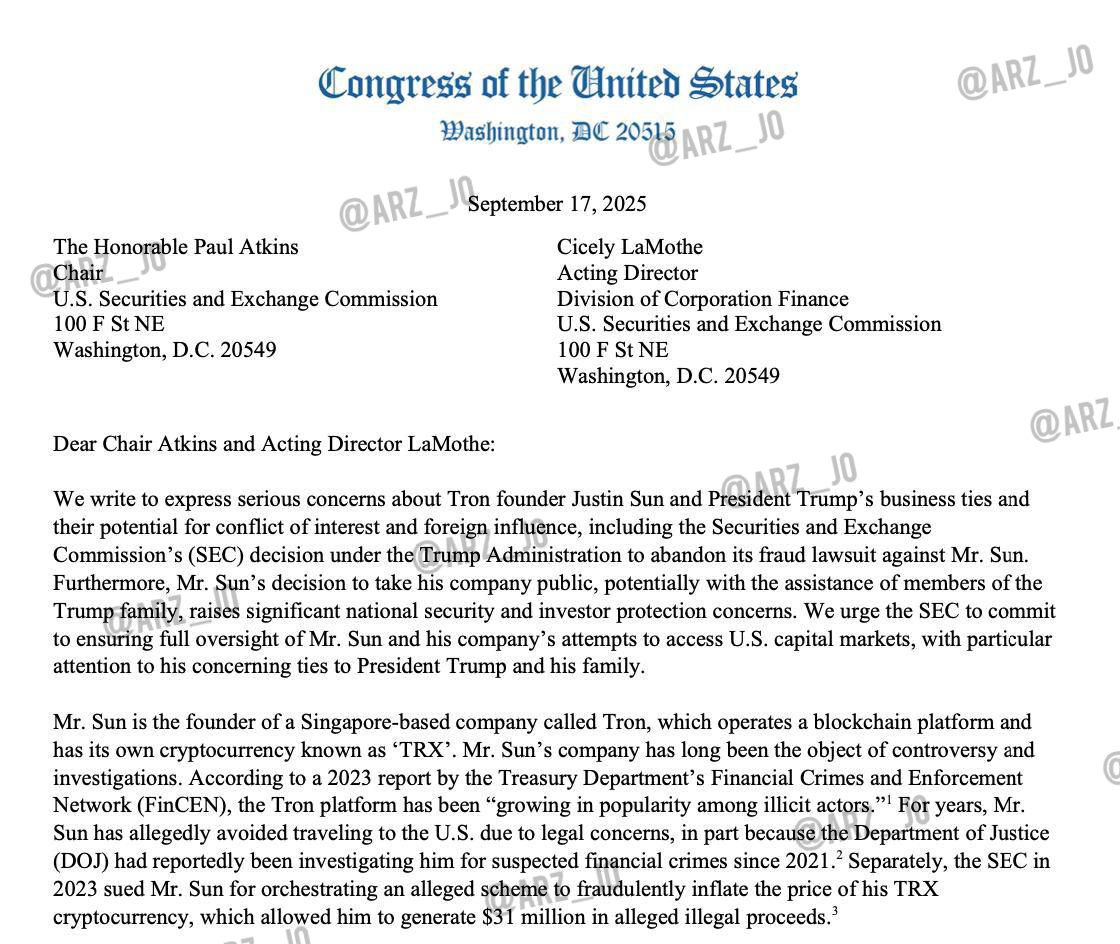 Congress of the United States
Washington, DC 20515
September 17, 2025
The Honorable Paul Atkins
Chair
U.S. Securities and Exchange Commission
100 F St NE
Washington, D.C. 20549
Cicely LaMothe
Acting Director
Division of Corporation Finance
U.S. Securities and Exchange Commission
100 F St NE
Washington, D.C. 20549
Dear Chair Atkins and Acting Director LaMothe:
We write to express serious concerns about Tron founder Justin Sun and President Trump’s business ties and
their potential for conflict of interest and foreign influence, including the Securities and Exchange
Commission’s (SEC) decision under the Trump Administration to abandon its fraud lawsuit against Mr. Sun.
Furthermore, Mr. Sun’s decision to take his company public, potentially with the assistance of members of the
Trump family, raises significant national security and investor protection concerns. We urge the SEC to commit
to ensuring full oversight of Mr. Sun and his company’s attempts to access U.S. capital markets, with particular
attention to his concerning ties to President Trump and his family.
Mr. Sun is the founder of a Singapore-based company called Tron, which operates a blockchain platform and
has its own cryptocurrency known as ‘TRX’. Mr. Sun’s company has long been the object of controversy and
investigations. According to a 2023 report by the Treasury Department’s Financial Crimes and Enforcement
Network (FinCEN), the Tron platform has been “growing in popularity among illicit actors.”1 For years, Mr.
Sun has allegedly avoided traveling to the U.S. due to legal concerns, in part because the Department of Justice
(DOJ) had reportedly been investigating him for suspected financial crimes since 2021.2 Separately, the SEC in
2023 sued Mr. Sun for orchestrating an alleged scheme to fraudulently inflate the price of his TRX
cryptocurrency, which allowed him to generate $31 million in alleged illegal proceeds.3
@ARZ_JO
@ARZ_JO
@ARZ_JO
@ARZ_JO
@ARZ_
@ARZ_JO
@ARZ_JO
@ARZ_JO
@ARZ_JO
@ARZ_JO
@
JO